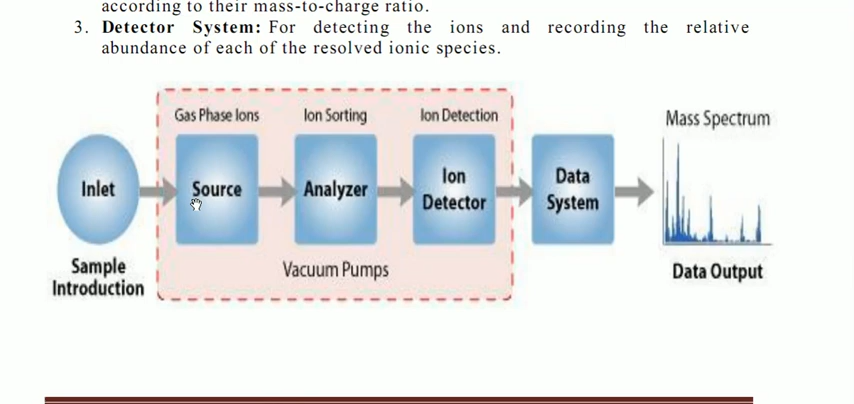 according to their mass-to-charge ratio.
3. Detector System: For detecting the ions and recording the relative
abundance of each of the resolved ionic species.
Gas Phase Ions
Ion Sorting
Ion Detection
Mass Spectrum
Inlet
Source
Analyzer
Ion
Detector
Data
System
Sample
Introduction
Vacuum Pumps
Data Output